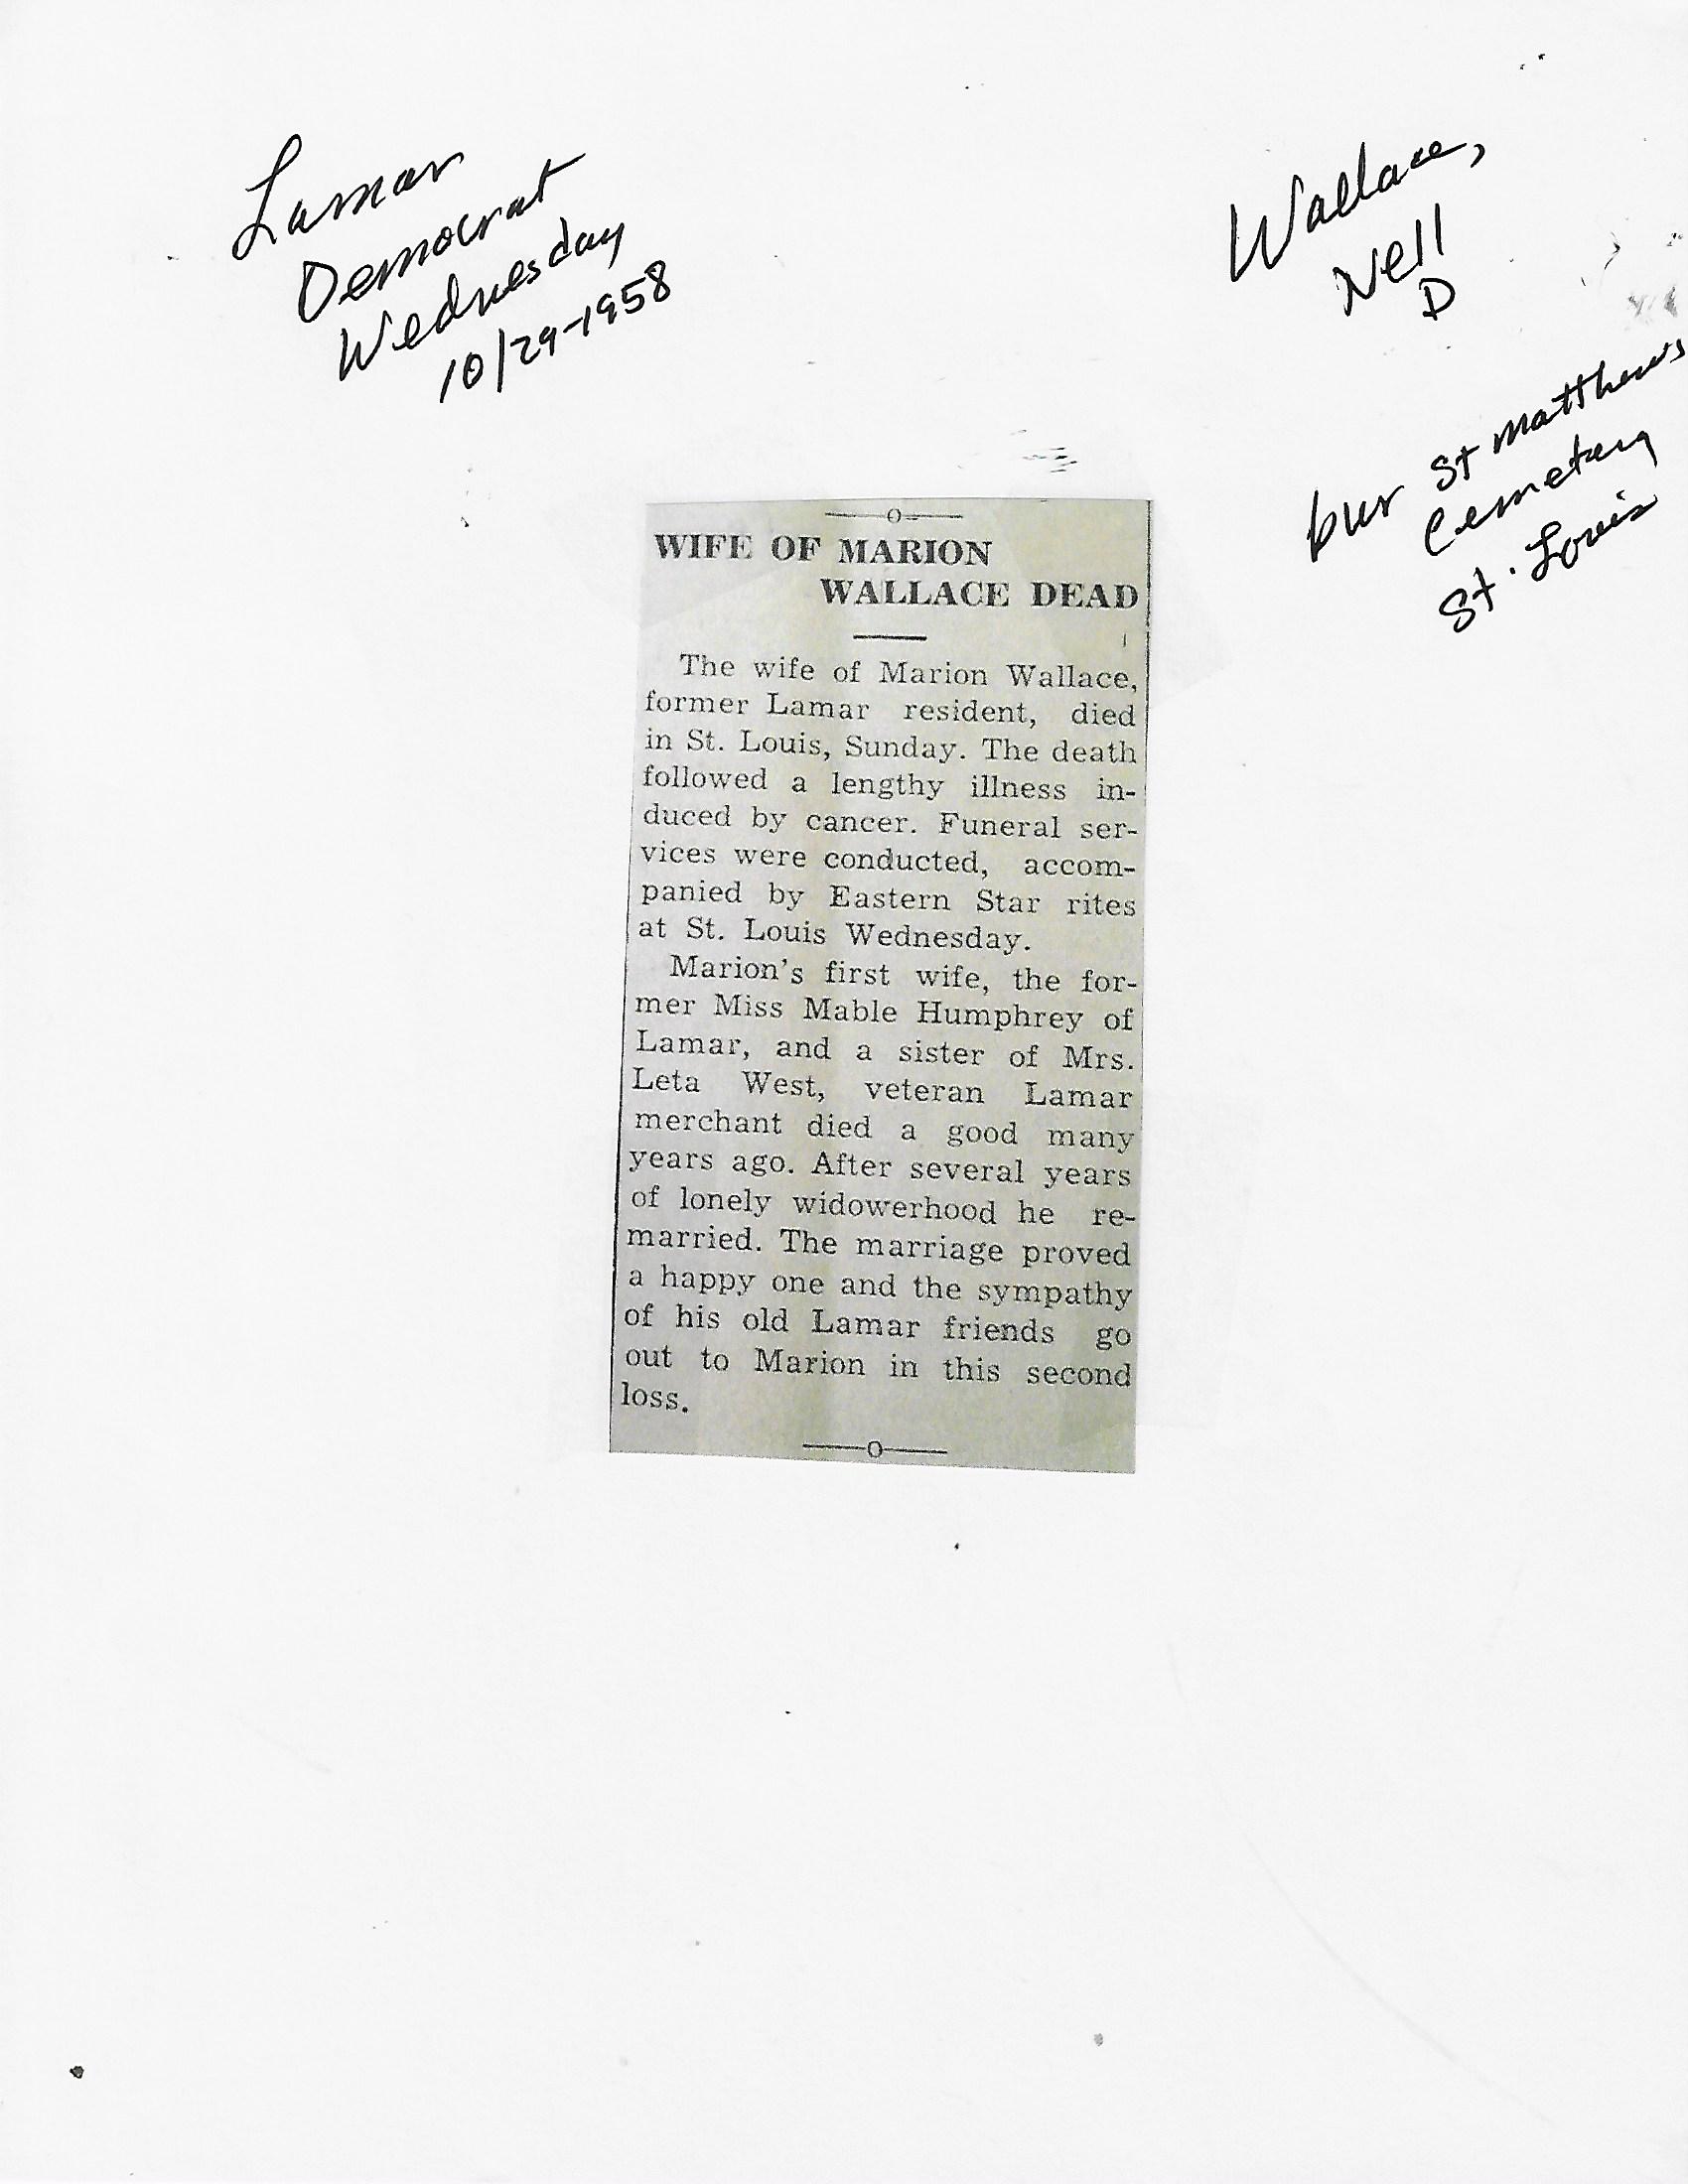 Lamar
Democrat
Wednesday
10/29-1958
Wallace,
Nell
D
bur St Matthews
Cemetery
St. Louis
—o—
WIFE OF MARION
WALLACE DEAD
The wife of Marion Wallace,
former Lamar resident, died
in St. Louis, Sunday. The death
followed a lengthy illness in-
duced by cancer. Funeral ser-
vices were conducted, accom-
panied by Eastern Star rites
at St. Louis Wednesday.
Marion's first wife, the for-
mer Miss Mable Humphrey of
Lamar, and a sister of Mrs.
Leta West, veteran Lamar
merchant died a good many
years ago. After several years
of lonely widowerhood he re-
married. The marriage proved
a happy one and the sympathy
of his old Lamar friends go
out to Marion in this second
loss.
—o—